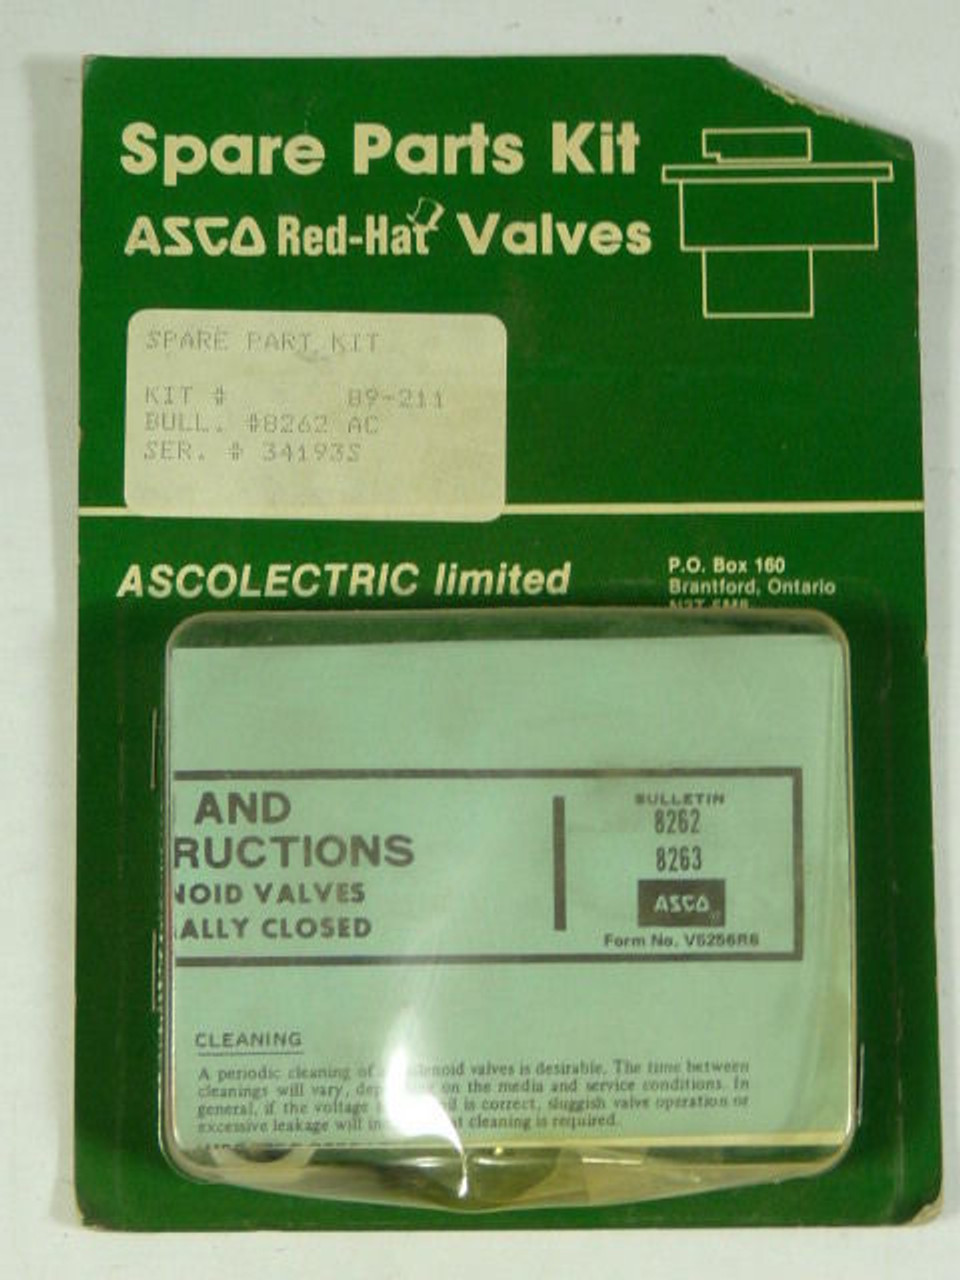 Spare Parts Kit
ASCO Red-Hat Valves
SPARE PART KIT
KIT # 89-211
BULL. #8262 AC
SER. # 34193S
ASCOLECTRIC limited
P.O. Box 160
Brantford, Ontario
AND
RUCTIONS
NOID VALVES
ALLY CLOSED
BULLETIN
8262
8263
ASCO
Form No. V5256R6
CLEANING
A periodic cleaning of solenoid valves is desirable. The time between
cleanings will vary, depending on the media and service conditions. In
general, if the voltage is correct, sluggish valve operation or
excessive leakage will cleaning is required.